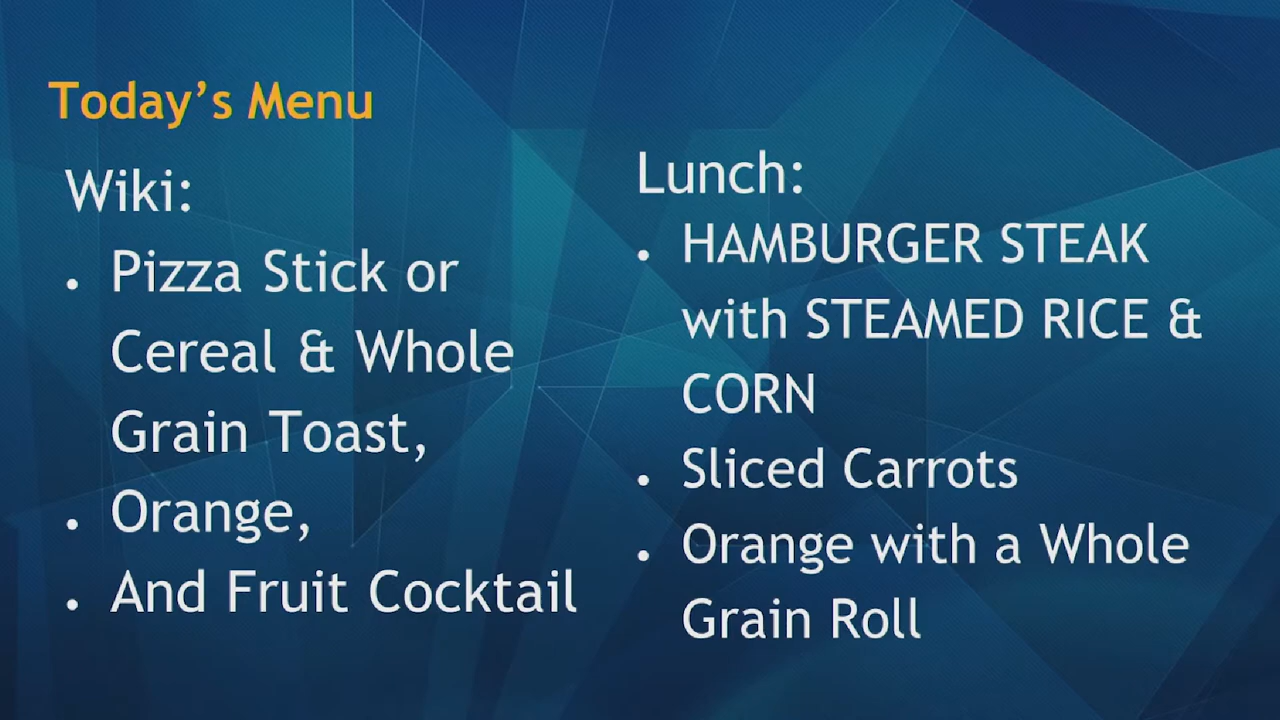 Today’s Menu
Wiki:
• Pizza Stick or
Cereal & Whole
Grain Toast,
• Orange,
• And Fruit Cocktail
Lunch:
• HAMBURGER STEAK
with STEAMED RICE &
CORN
• Sliced Carrots
• Orange with a Whole
Grain Roll